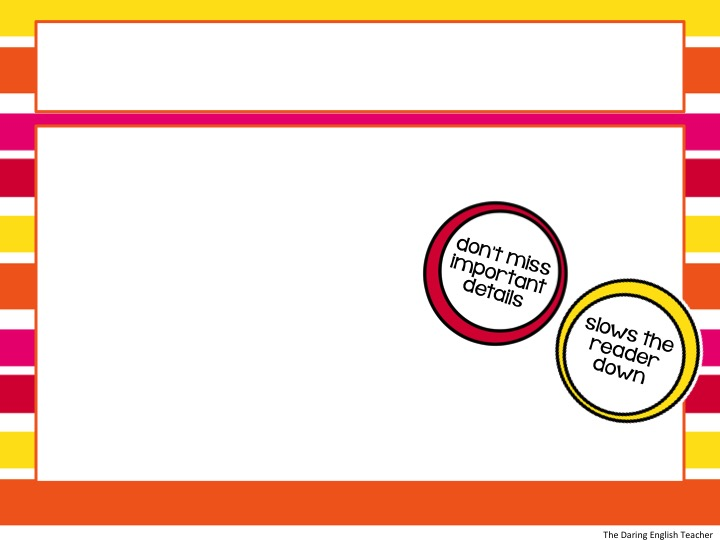 don't miss
important
details
slows the
reader
down
The Daring English Teacher